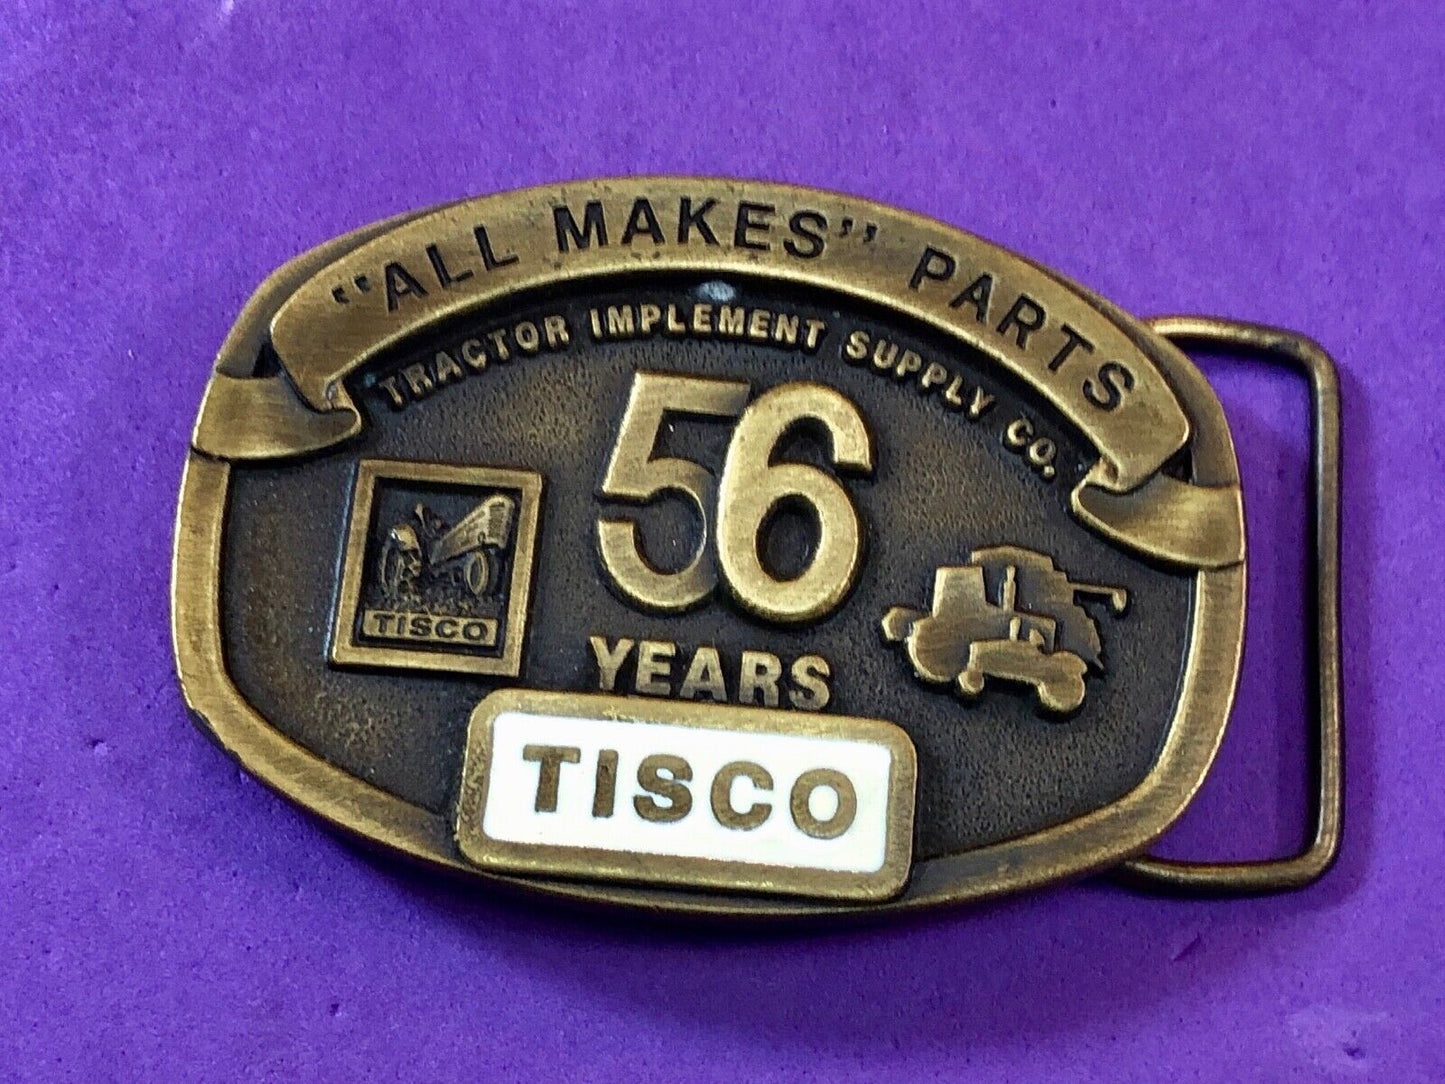 "ALL MAKES" PARTS
TRACTOR IMPLEMENT SUPPLY CO.
56
YEARS
TISCO
TISCO